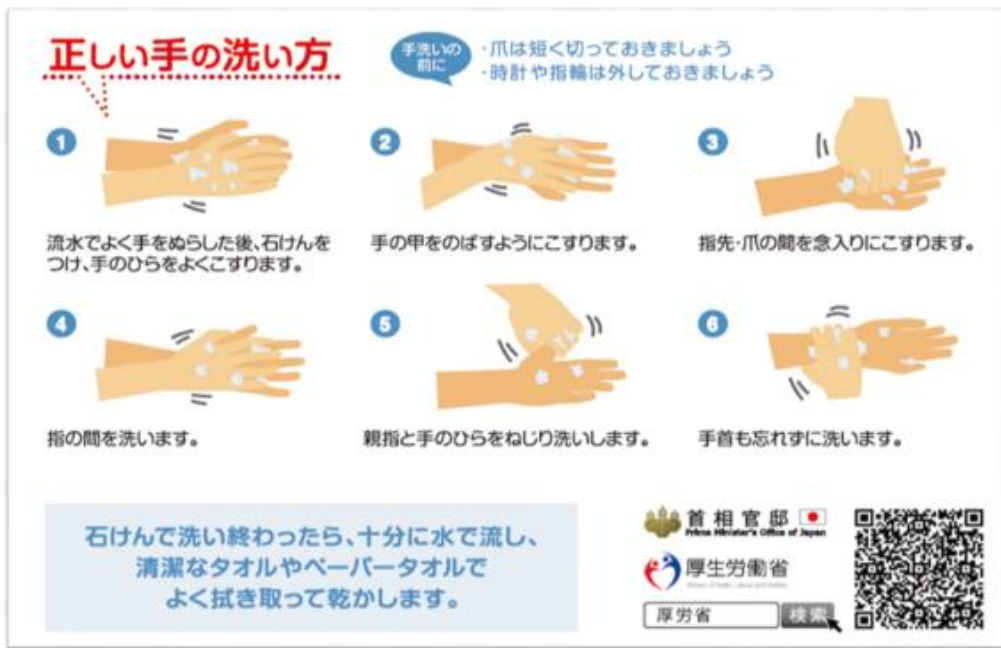 正しい手の洗い方
手洗いの
前に
・爪は短く切っておきましょう
・時計や指輪は外しておきましょう
1
流水でよく手をぬらした後、石けんを
つけ、手のひらをよくこすります。
2
手の甲をのばすようにこすります。
3
指先・爪の間を念入りにこすります。
4
指の間を洗います。
5
親指と手のひらをねじり洗いします。
6
手首も忘れずに洗います。
石けんで洗い終わったら、十分に水で流し、
清潔なタオルやペーパータオルで
よく拭き取って乾かします。
首相官邸
Prime Minister's Office of Japan
厚生労働省
厚労省 検索